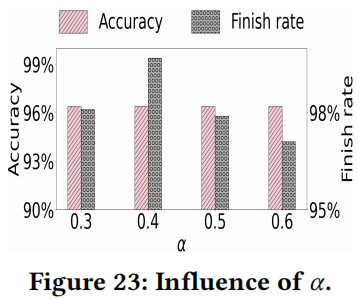 Accuracy Finish rate
99%
96% 98%
93%
90% 95%
Accuracy
Finish rate
0.3 0.4 0.5 0.6
α
Figure 23: Influence of α.